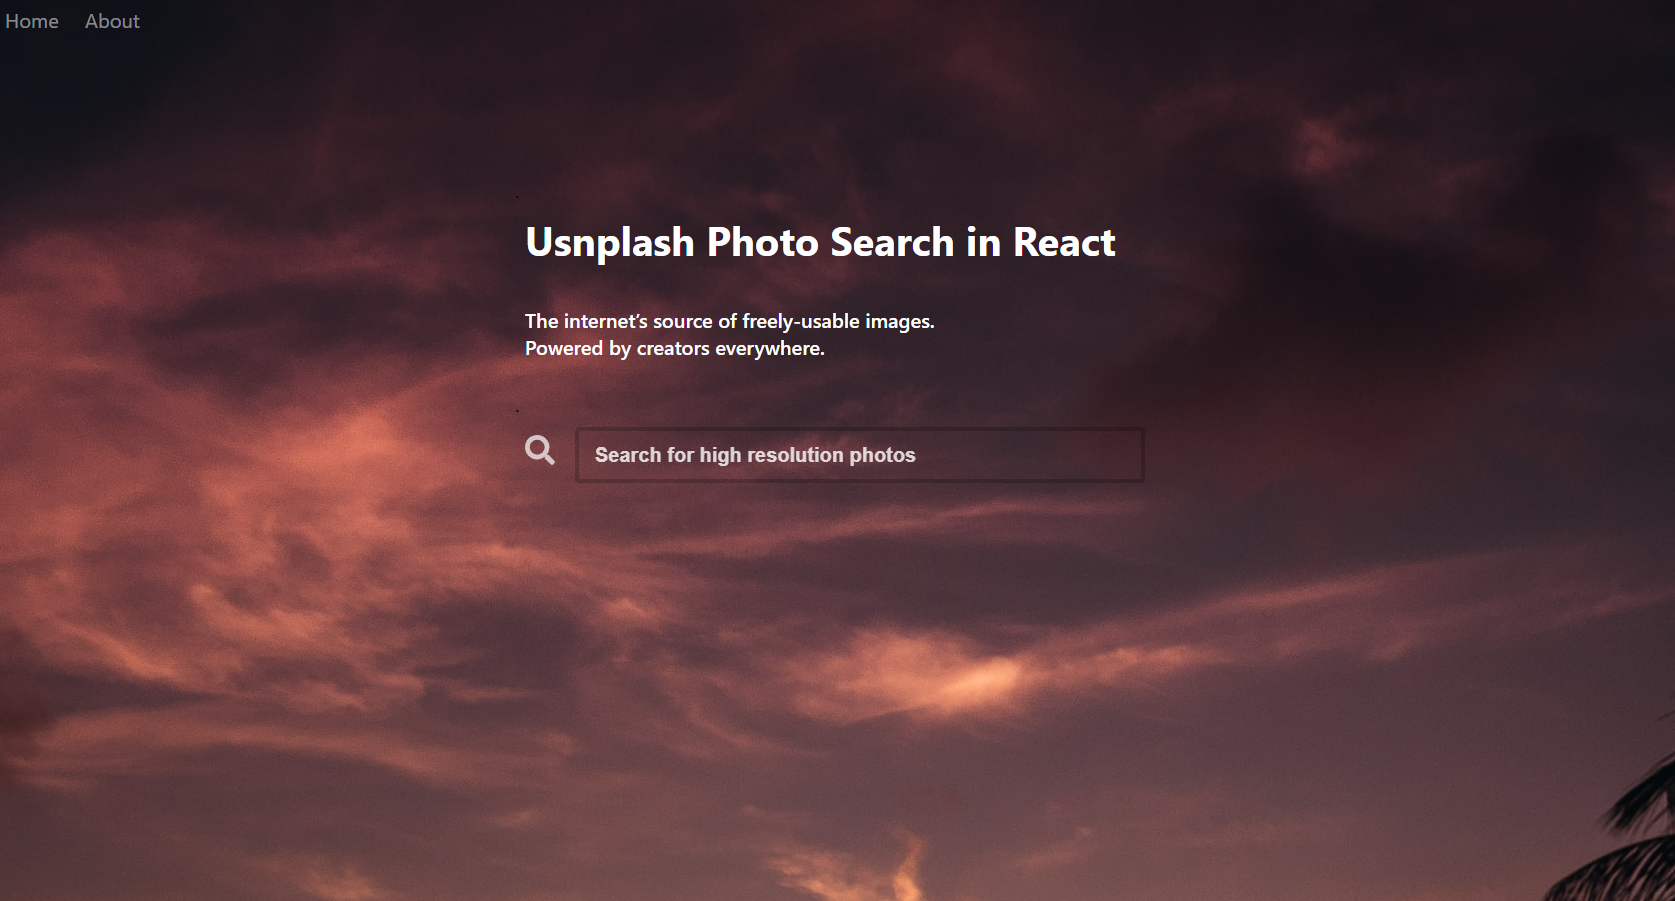 Home About
Usnplash Photo Search in React
The internet’s source of freely-usable images.
Powered by creators everywhere.
Search for high resolution photos